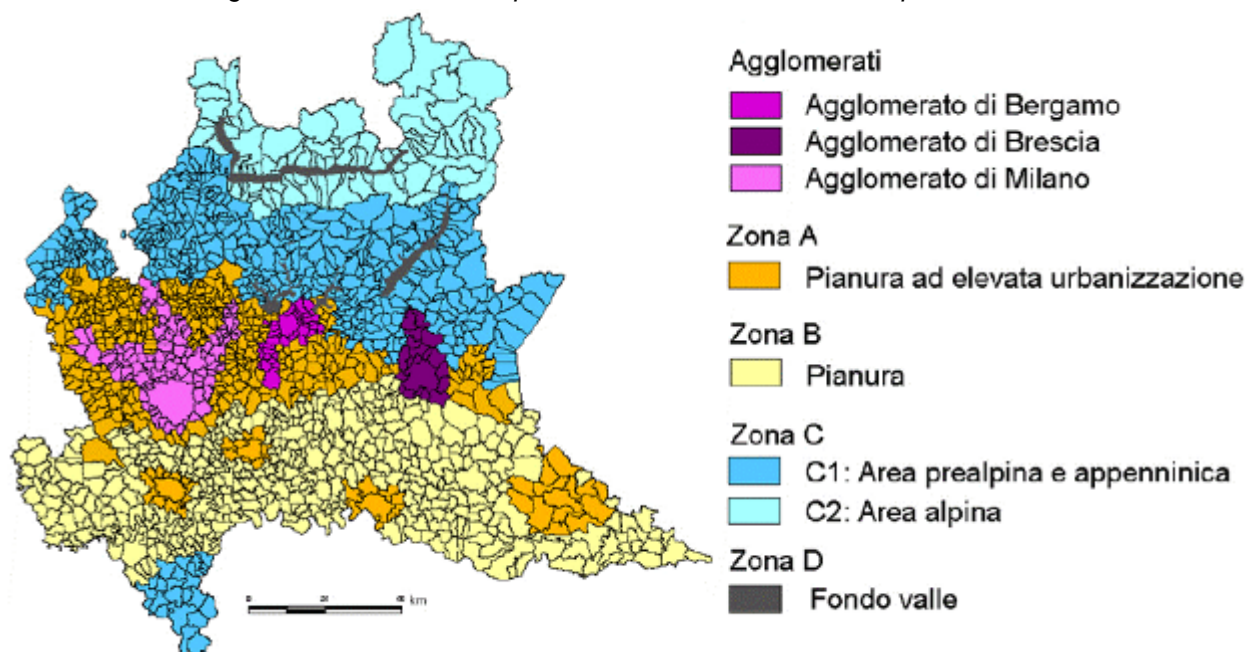 Agglomerati
Agglomerato di Bergamo
Agglomerato di Brescia
Agglomerato di Milano
Zona A
Pianura ad elevata urbanizzazione
Zona B
Pianura
Zona C
C1: Area prealpina e appenninica
C2: Area alpina
Zona D
Fondo valle
km